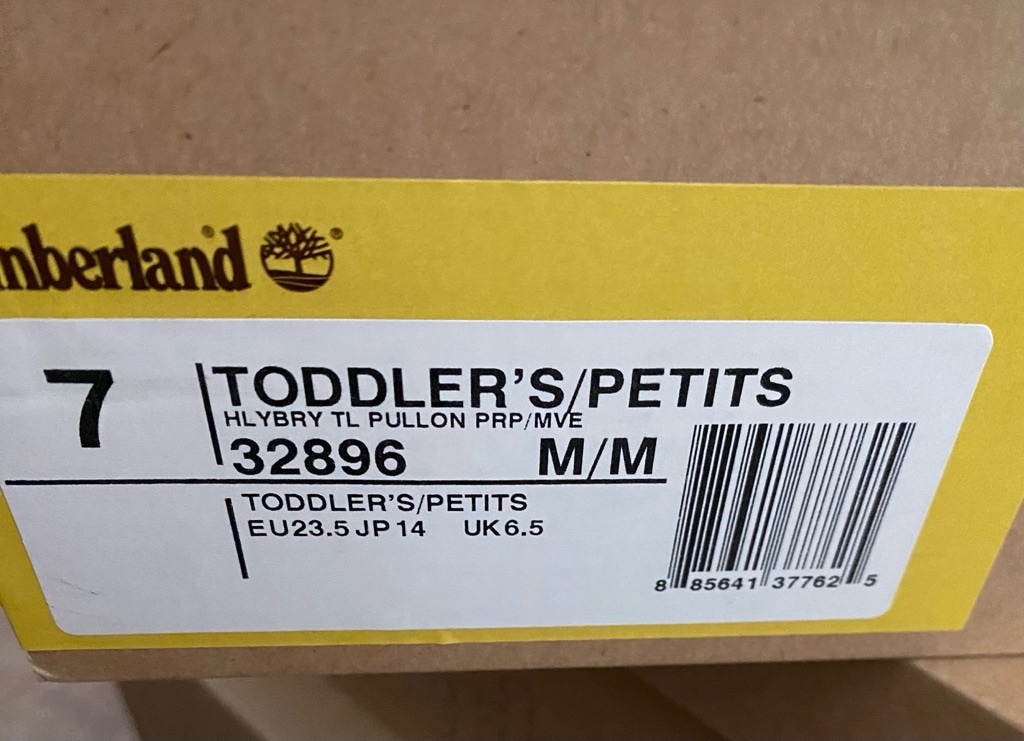 mberland®
7
TODDLER'S/PETITS
HLYBRY TL PULLON PRP/MVE
32896 M/M
TODDLER'S/PETITS
EU23.5 JP14 UK6.5
8 85641 37762 5